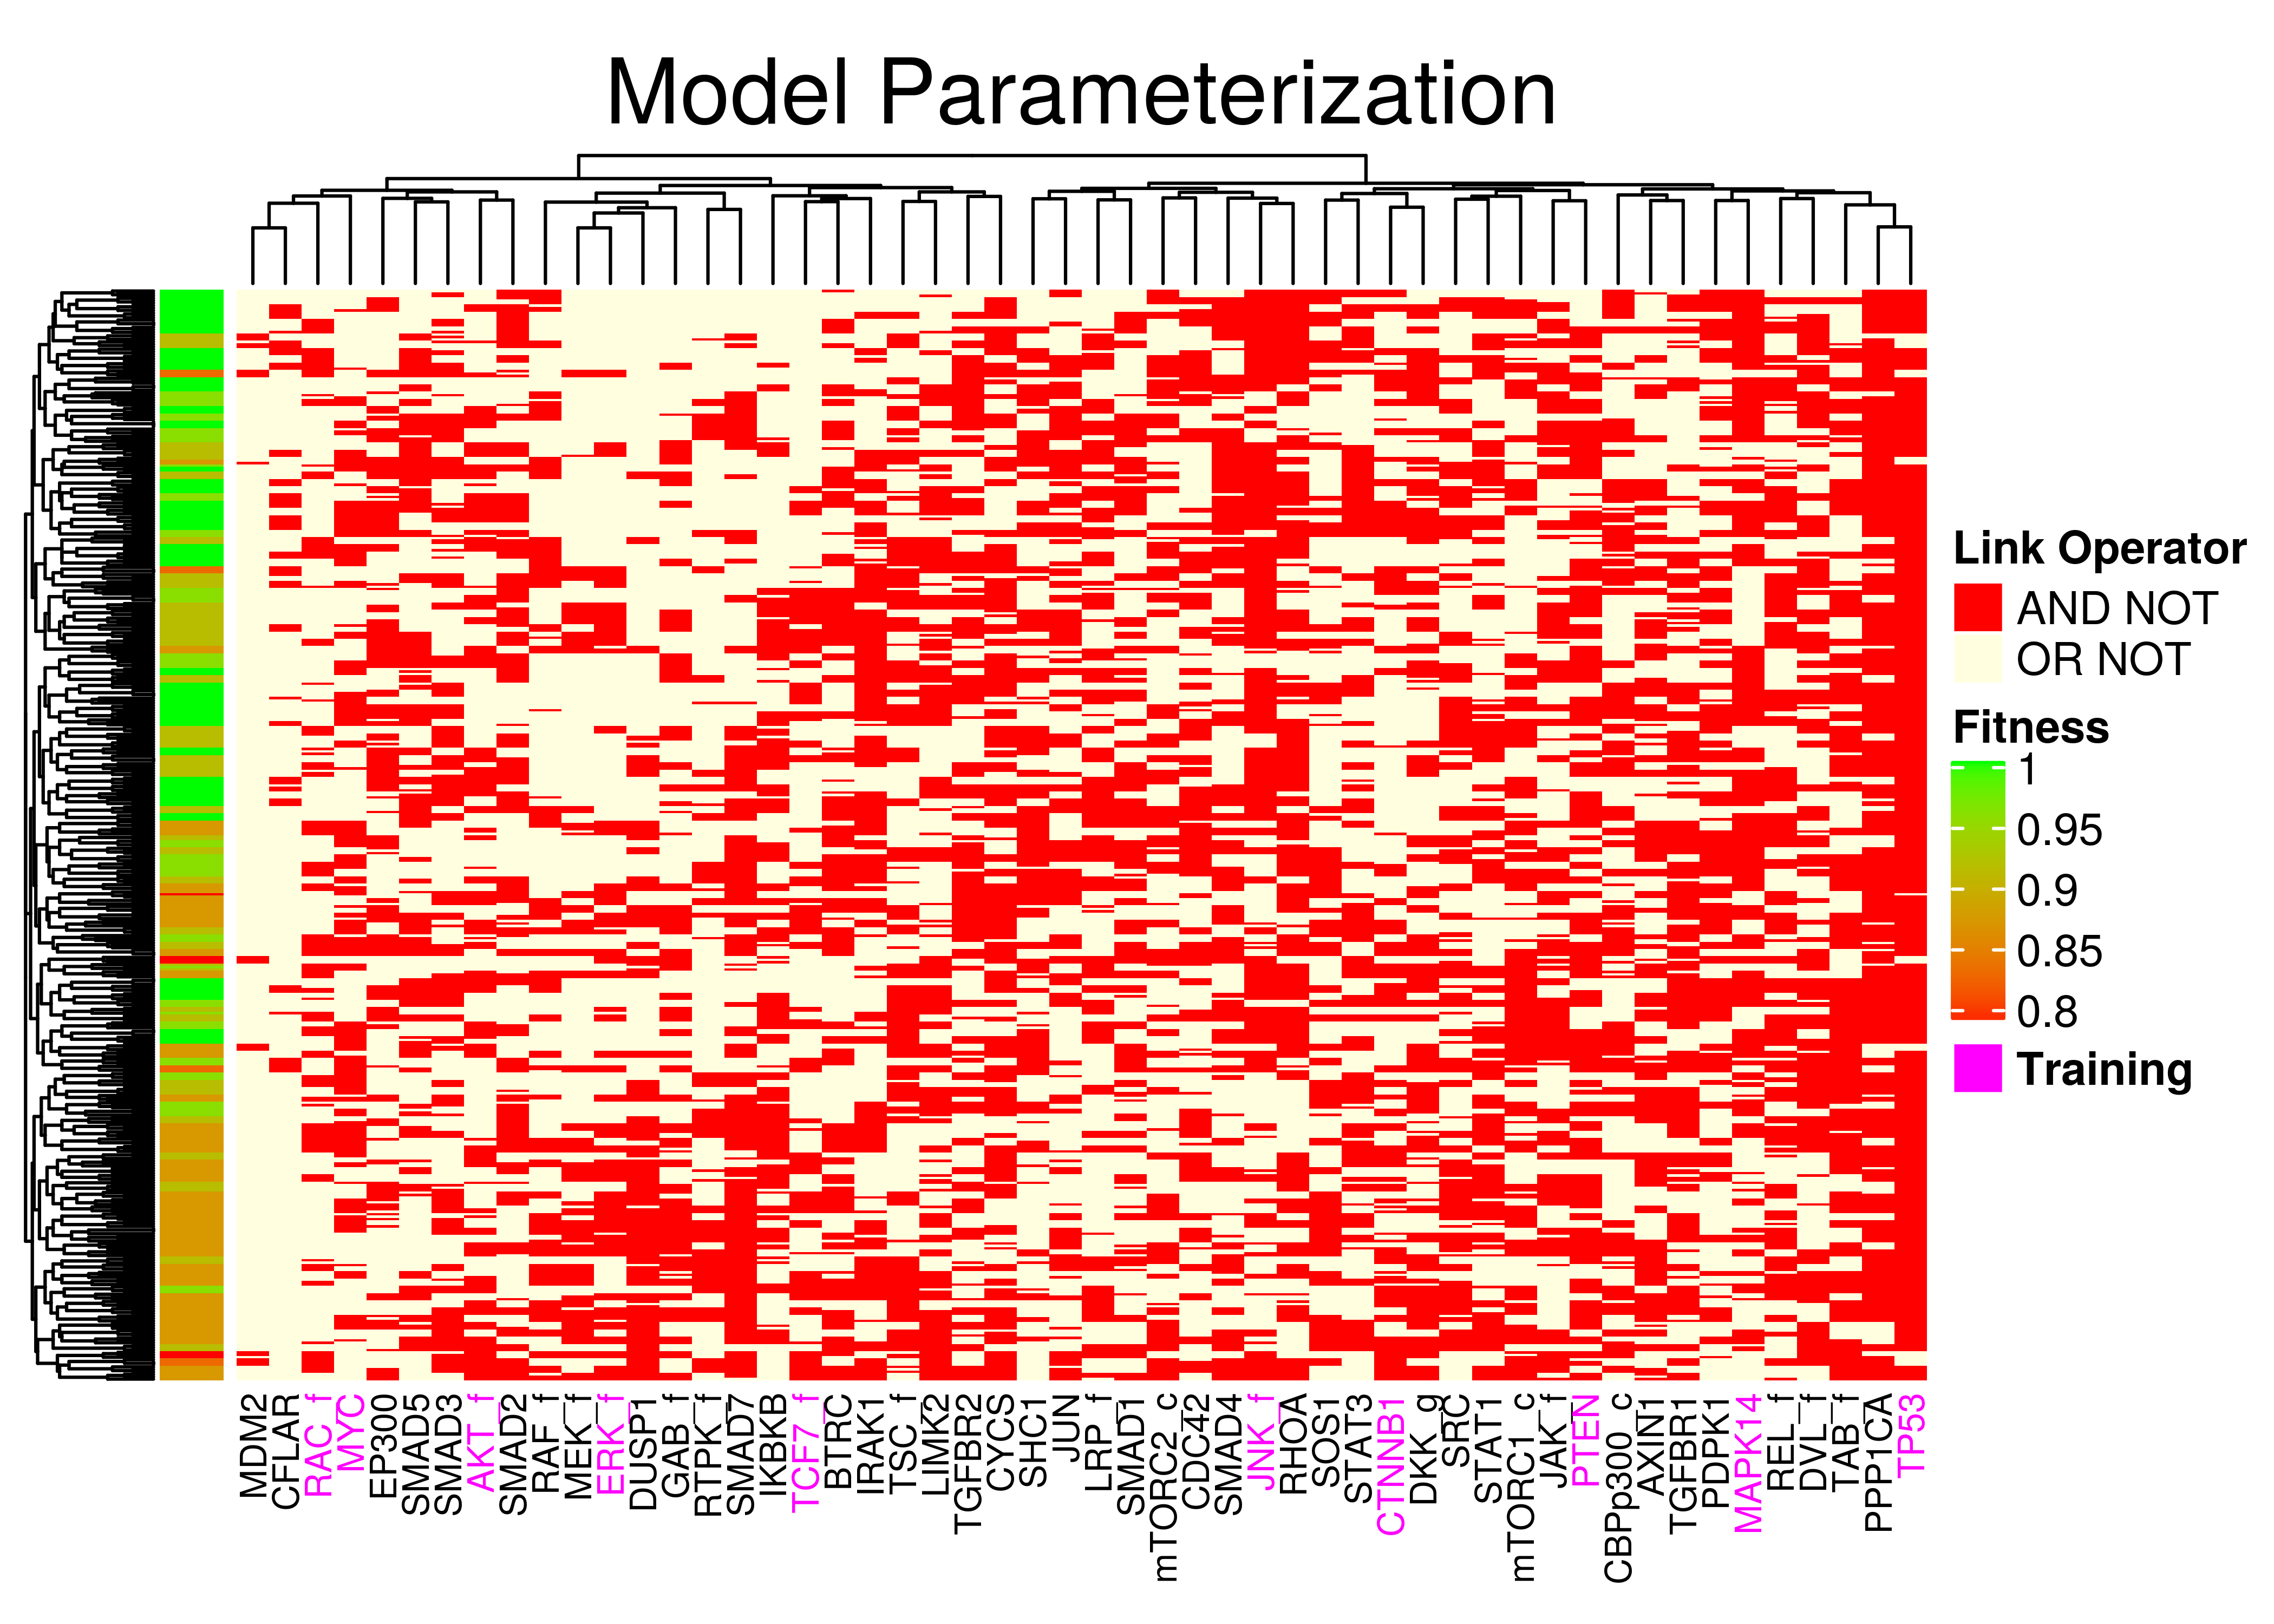 Model Parameterization
Link Operator
AND NOT
OR NOT
Fitness
1
0.95
0.9
0.85
0.8
Training
MDM2
CFLAR
RAC_f
MYC
EP300
SMAD5
SMAD3
AKT_f
SMAD2
RAF_f
MEK_f
ERK_f
DUSP1
GAB_f
RTPK_f
SMAD7
IKBKB
TCF7_f
BTRC
IRAK1
TSC_f
LIMK2
TGFBR2
CYCS
SHC1
JUN
LRP_f
SMAD1
mTORC2_c
CDC42
SMAD4
JNK_f
RHOA
SOS1
STAT3
CTNNB1
DKK_g
SRC
STAT1
mTORC1_c
JAK_f
PTEN
CBPp300_c
AXIN1
TGFBR1
PDPK1
MAPK14
REL_f
DVL_f
TAB_f
PPP1CA
TP53